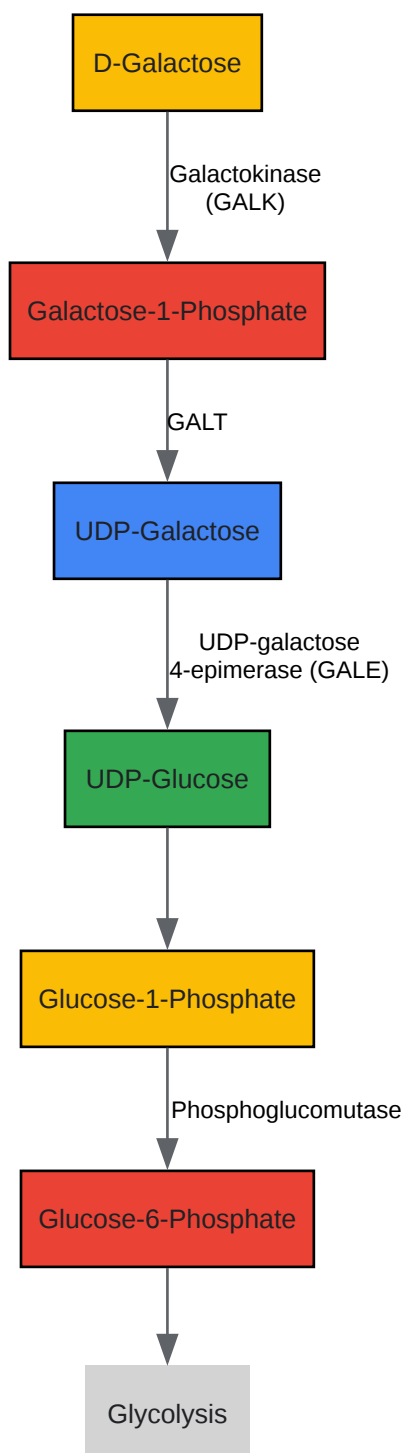 D-Galactose
Galactokinase
(GALK)
Galactose-1-Phosphate
GALT
UDP-Galactose
UDP-galactose
4-epimerase (GALE)
UDP-Glucose
Glucose-1-Phosphate
Phosphoglucomutase
Glucose-6-Phosphate
Glycolysis